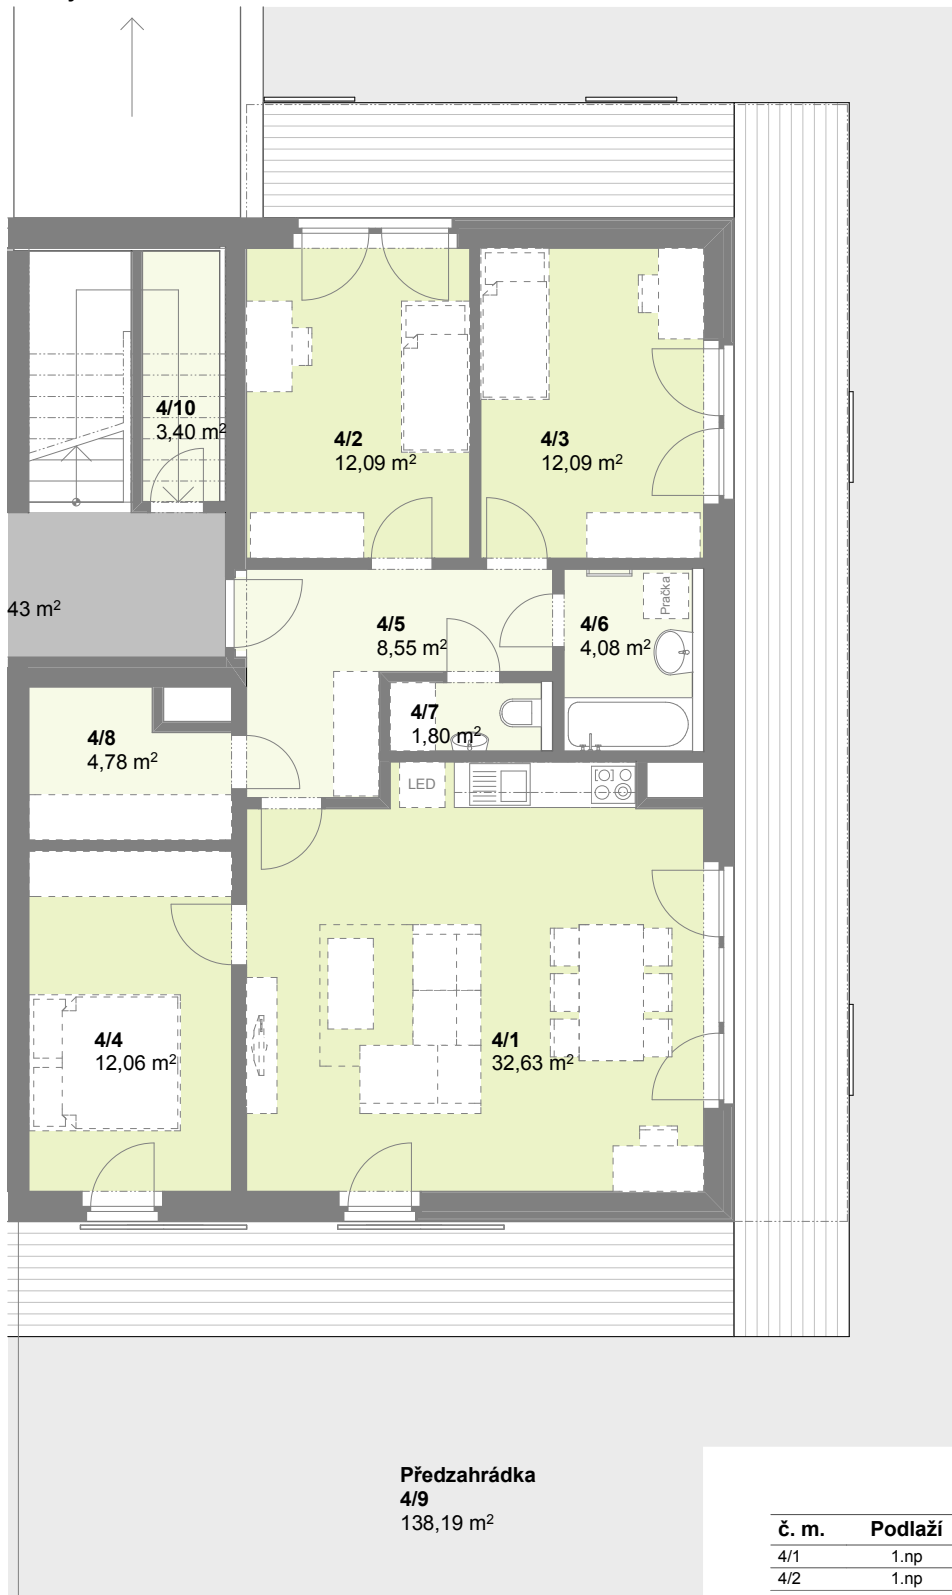 4/10
3,40 m²
4/2
12,09 m²
4/3
12,09 m²
43 m²
4/5
8,55 m²
4/6
4,08 m²
Pračka
4/7
1,80 m²
4/8
4,78 m²
LED
4/4
12,06 m²
4/1
32,63 m²
Předzahrádka
4/9
138,19 m²
č. m. Podlaží
4/1 1.np
4/2 1.np